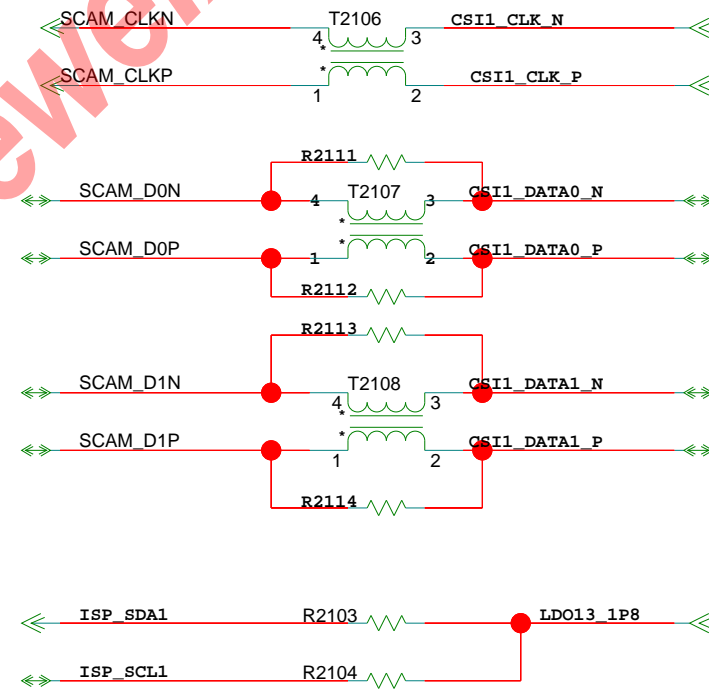 SCAM_CLKN T2106 CSI1_CLK_N
4 3
*
*
SCAM_CLKP CSI1_CLK_P
1 2
R2111
SCAM_D0N 4 T2107 3 CSI1_DATA0_N
*
*
SCAM_D0P 1 2 CSI1_DATA0_P
R2112
R2113
SCAM_D1N T2108 CSI1_DATA1_N
4 3
*
*
SCAM_D1P CSI1_DATA1_P
1 2
R2114
ISP_SDA1 R2103 LDO13_1P8
ISP_SCL1 R2104